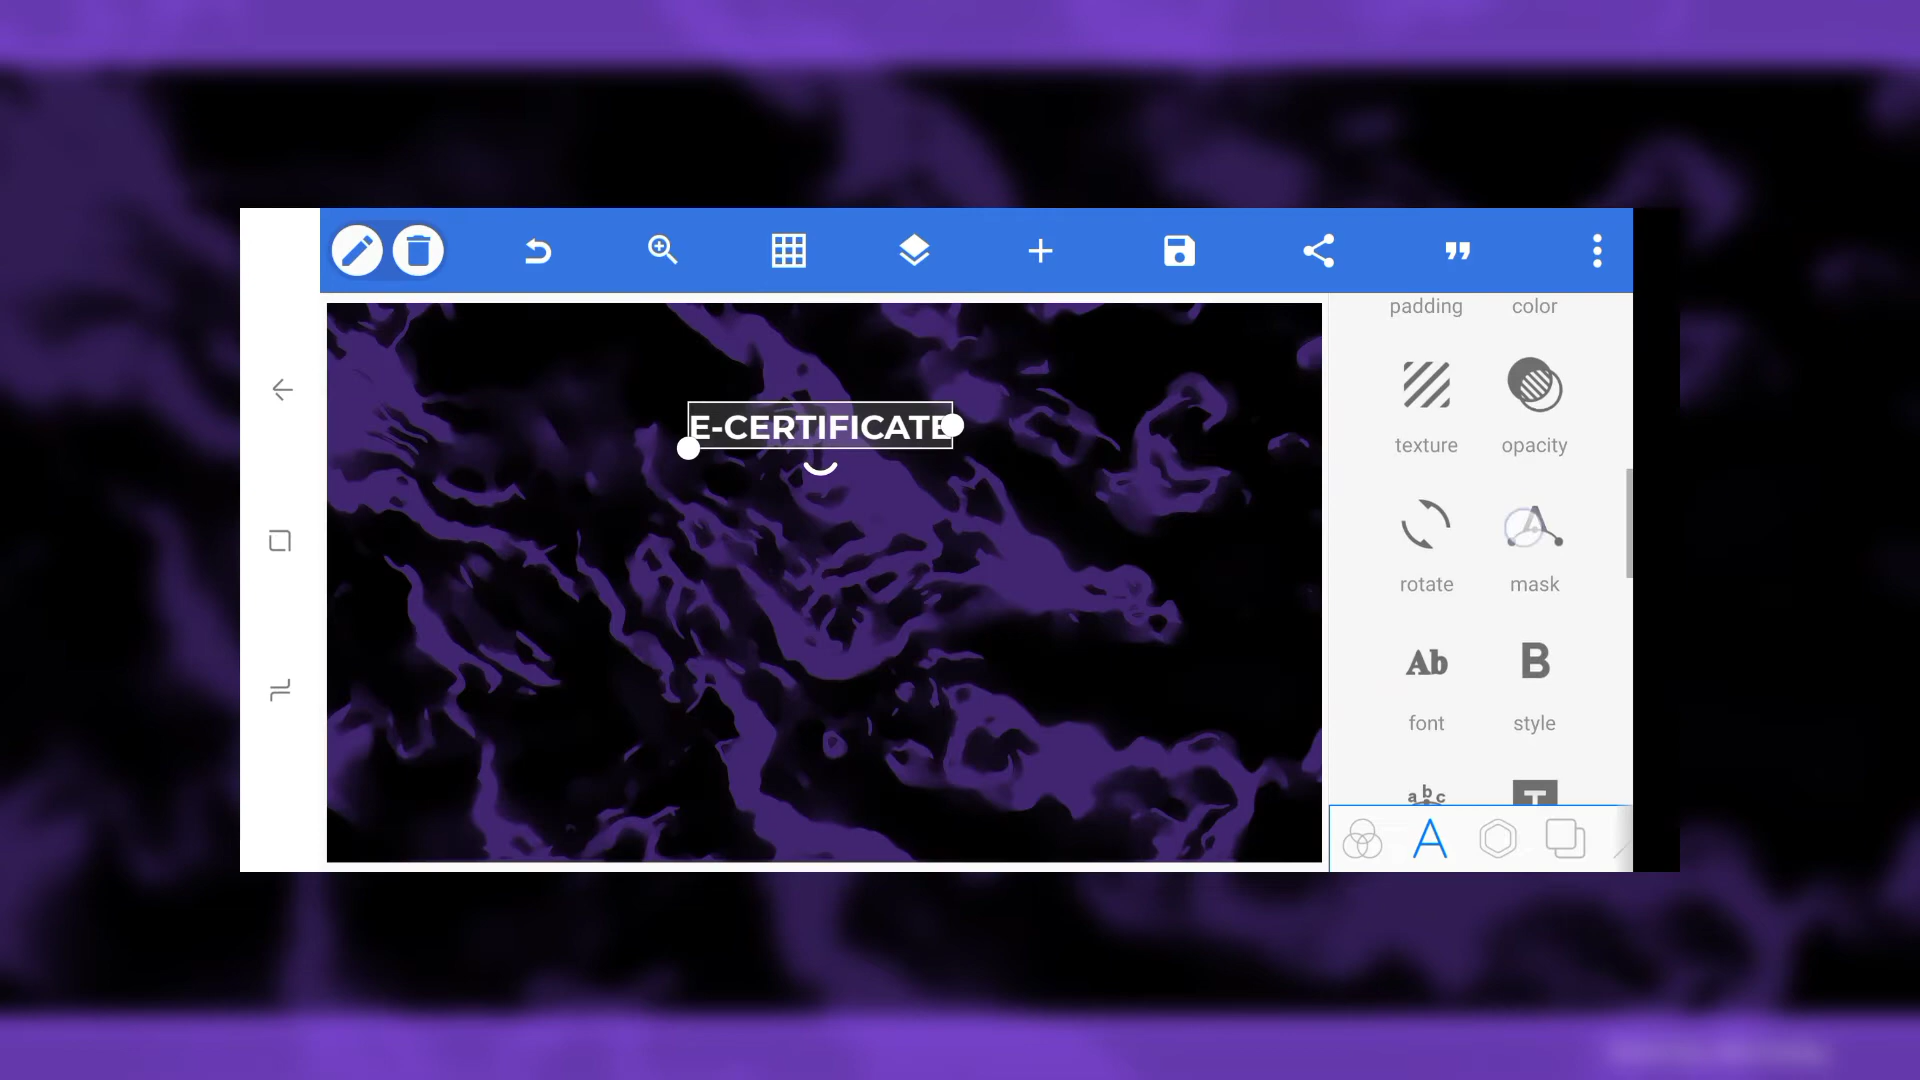 E-CERTIFICATE
padding color
texture opacity
rotate mask
Ab B
font style
abc T